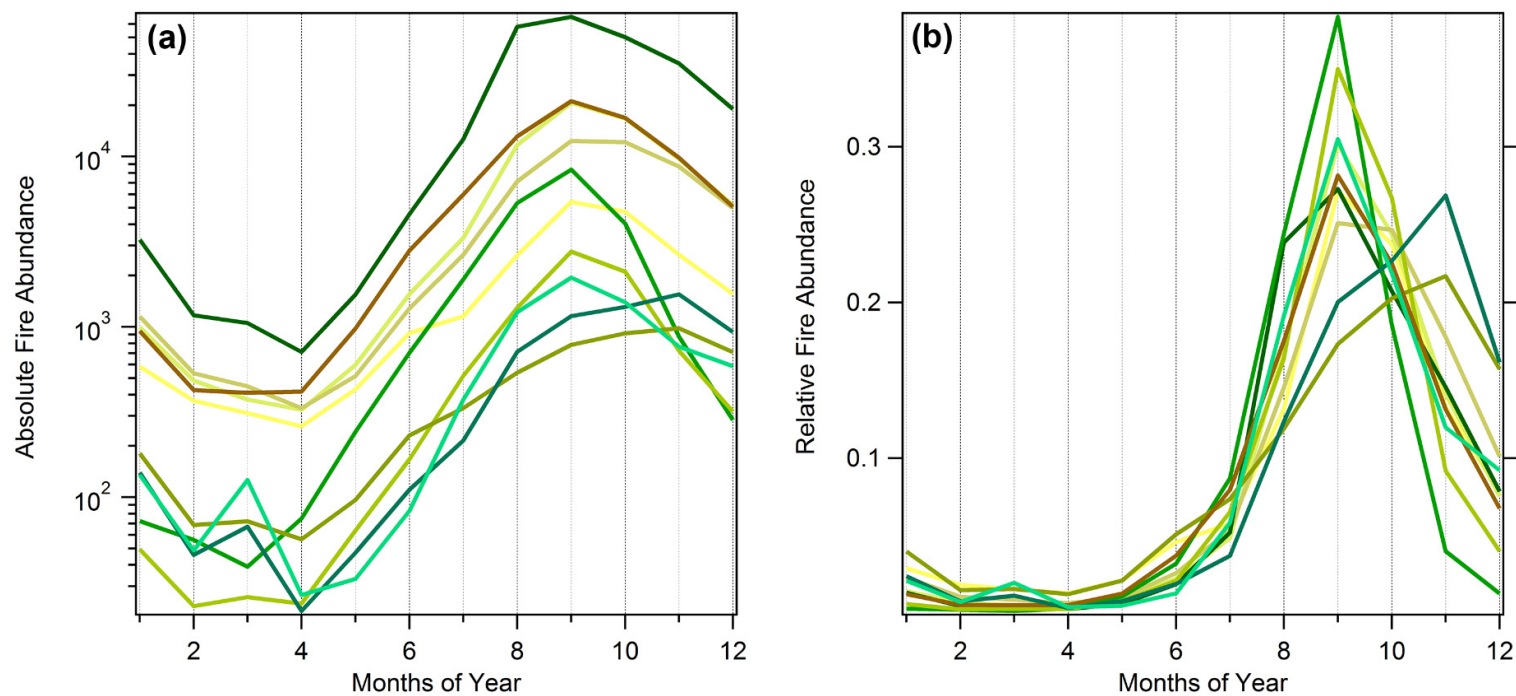 (a)
Absolute Fire Abundance
10^4
10^3
10^2
2 4 6 8 10 12
Months of Year
(b)
Relative Fire Abundance
0.3
0.2
0.1
2 4 6 8 10 12
Months of Year